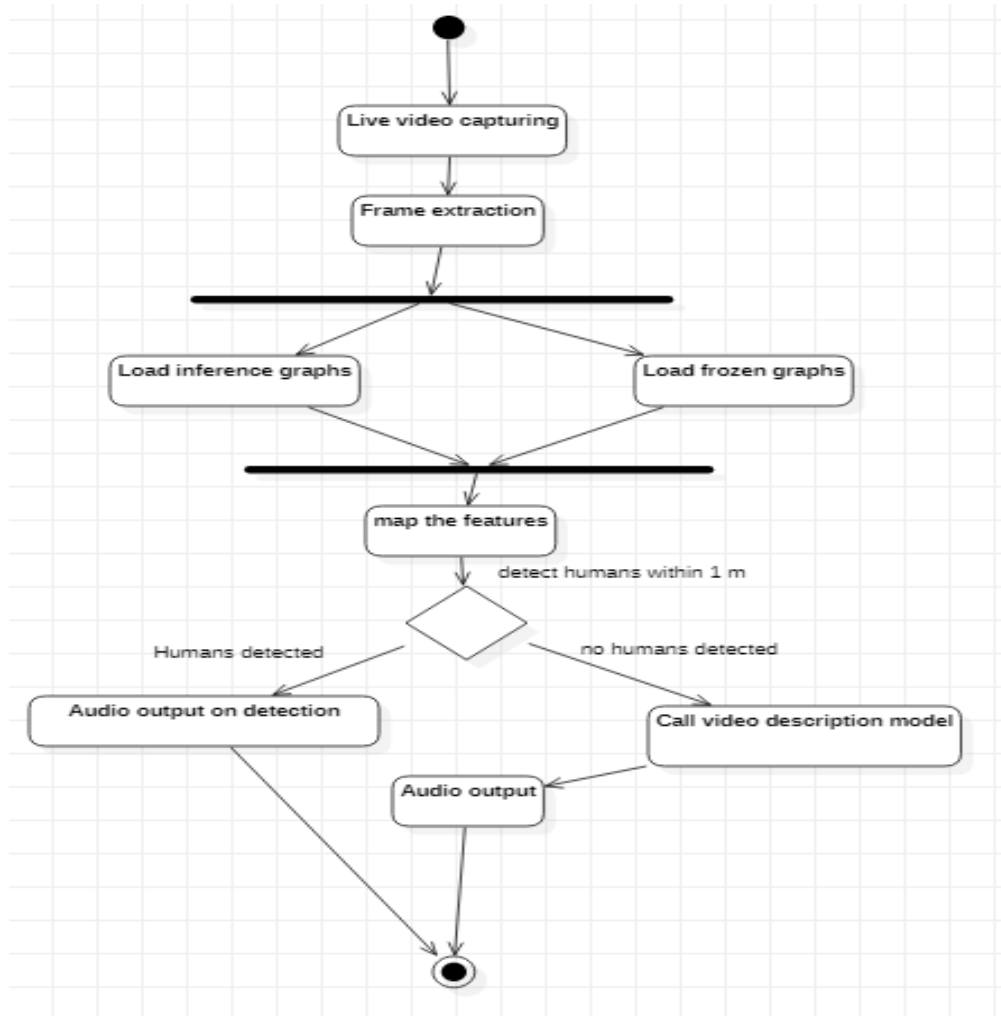 Live video capturing
Frame extraction
Load inference graphs
Load frozen graphs
map the features
detect humans within 1 m
Humans detected
no humans detected
Audio output on detection
Call video description model
Audio output